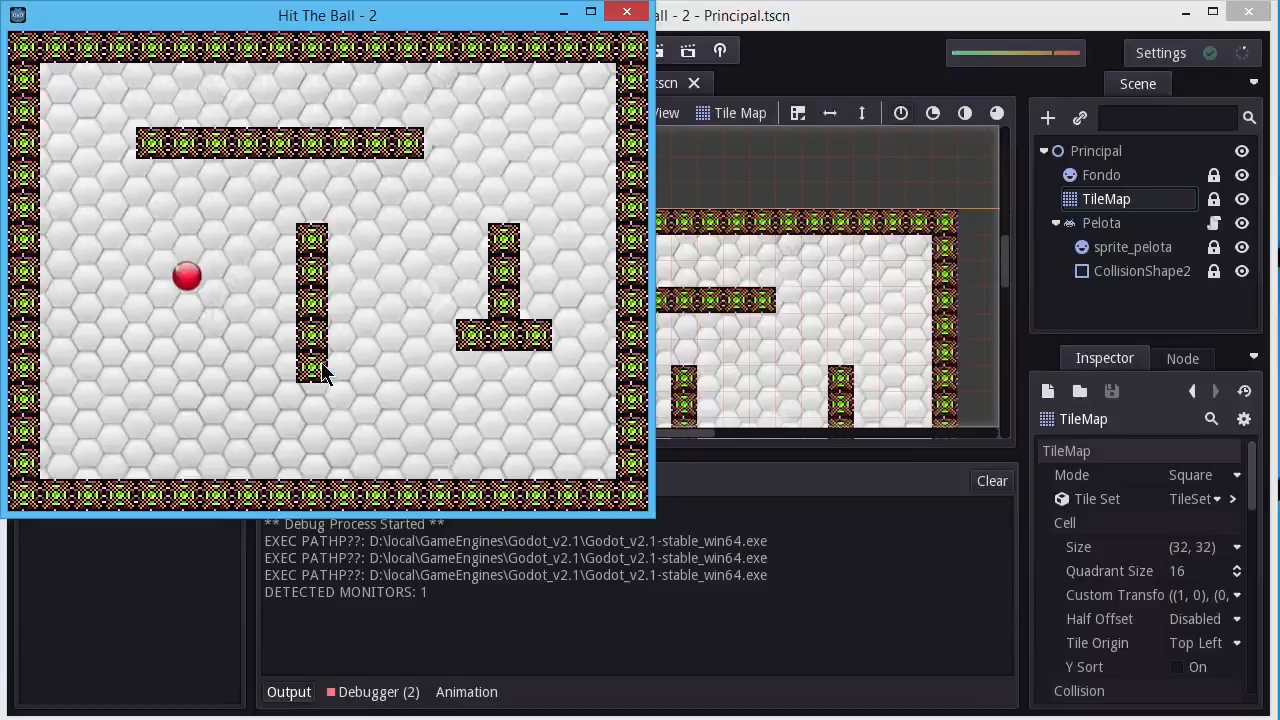 Hit The Ball - 2
all - 2 - Principal.tscn
Settings
tscn
Scene
View
Tile Map
Principal
Fondo
TileMap
Pelota
sprite_pelota
CollisionShape2
Inspector
Node
TileMap
TileMap
Mode
Square
Tile Set
TileSet
Cell
Size
(32, 32)
Quadrant Size
16
Custom Transfo
((1, 0), (0,
Half Offset
Disabled
Tile Origin
Top Left
Y Sort
On
Collision
Clear
** Debug Process Started **
EXEC PATHP??: D:\local\GameEngines\Godot_v2.1\Godot_v2.1-stable_win64.exe
EXEC PATHP??: D:\local\GameEngines\Godot_v2.1\Godot_v2.1-stable_win64.exe
EXEC PATHP??: D:\local\GameEngines\Godot_v2.1\Godot_v2.1-stable_win64.exe
DETECTED MONITORS: 1
Output
Debugger (2)
Animation